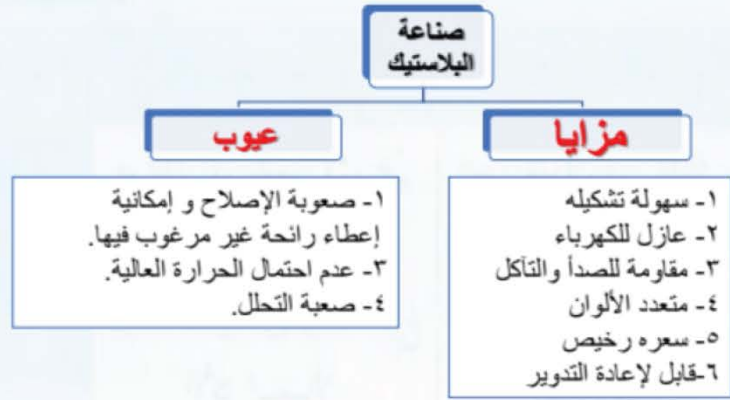 صناعة
البلاستيك
مزايا
١- سهولة تشكيله
٢- عازل للكهرباء
٣- مقاومة للصدأ والتآكل
٤- متعدد الألوان
٥- سعره رخيص
٦-قابل لإعادة التدوير
عيوب
١- صعوبة الإصلاح و إمكانية
إعطاء رائحة غير مرغوب فيها.
٣- عدم احتمال الحرارة العالية.
٤- صعبة التحلل.